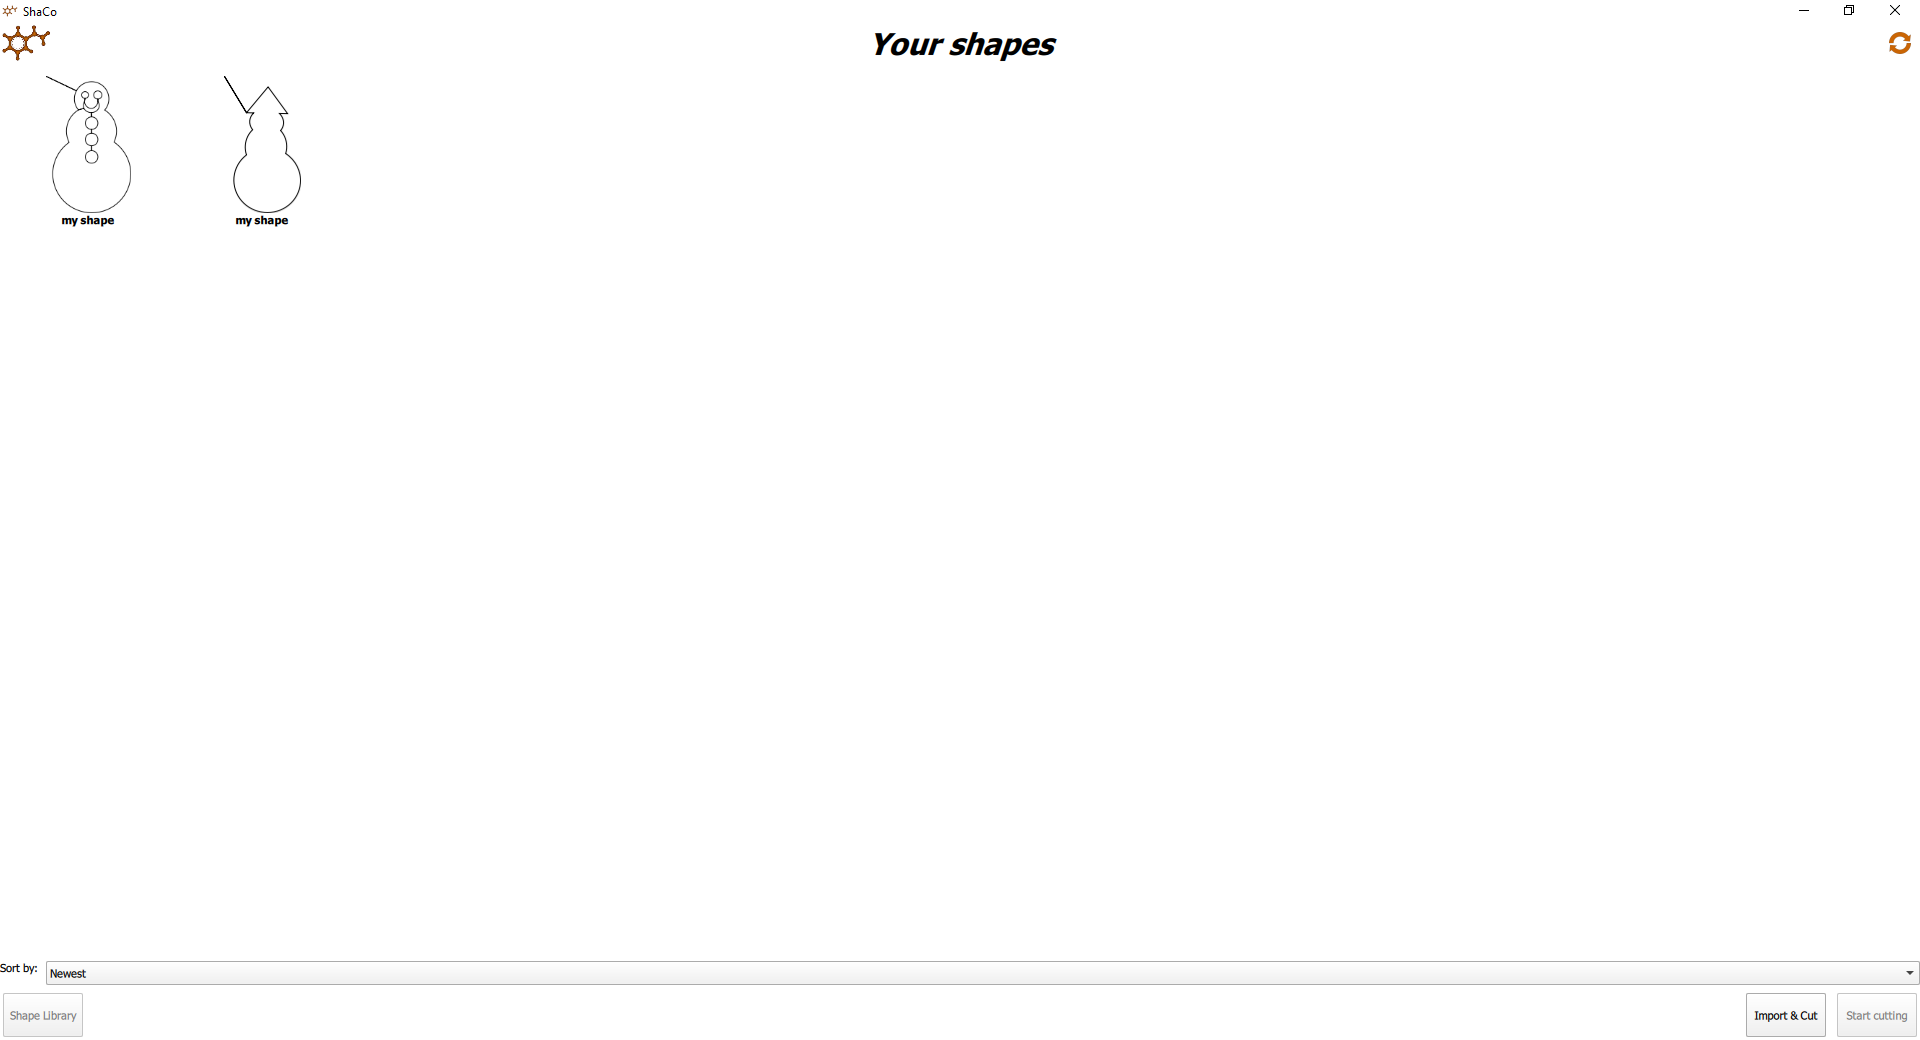 ShaCo
Your shapes
my shape
my shape
Sort by:
Newest
Shape Library
Import & Cut
Start cutting